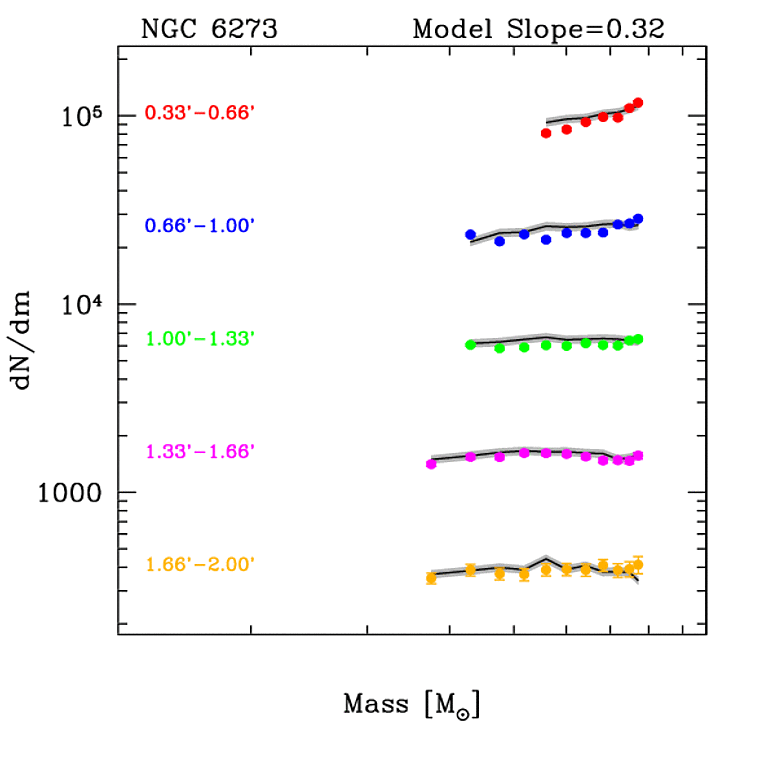 NGC 6273 Model Slope=0.32
10⁵
0.33'-0.66'
0.66'-1.00'
10⁴
1.00'-1.33'
dN/dm
1.33'-1.66'
1000
1.66'-2.00'
Mass [M☉]